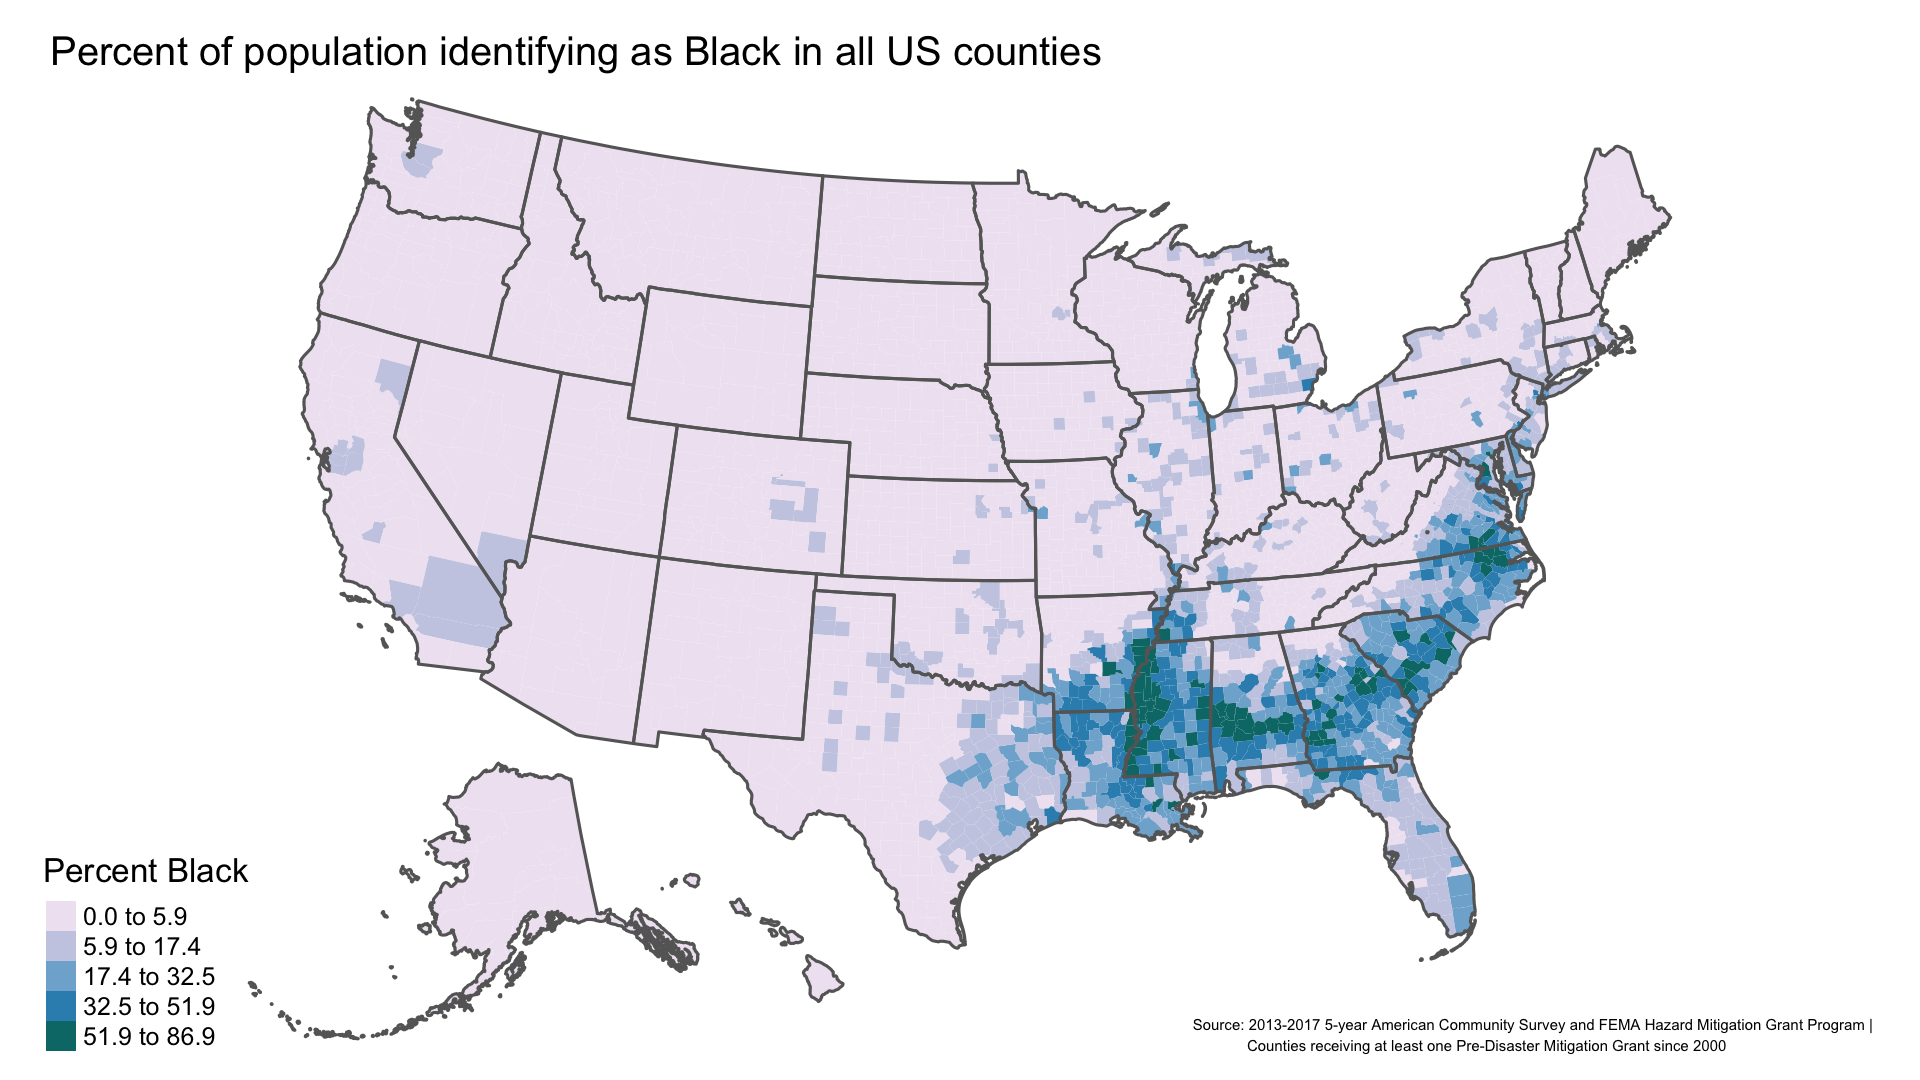 Percent of population identifying as Black in all US counties
Percent Black
0.0 to 5.9
5.9 to 17.4
17.4 to 32.5
32.5 to 51.9
51.9 to 86.9
Source: 2013-2017 5-year American Community Survey and FEMA Hazard Mitigation Grant Program |
Counties receiving at least one Pre-Disaster Mitigation Grant since 2000